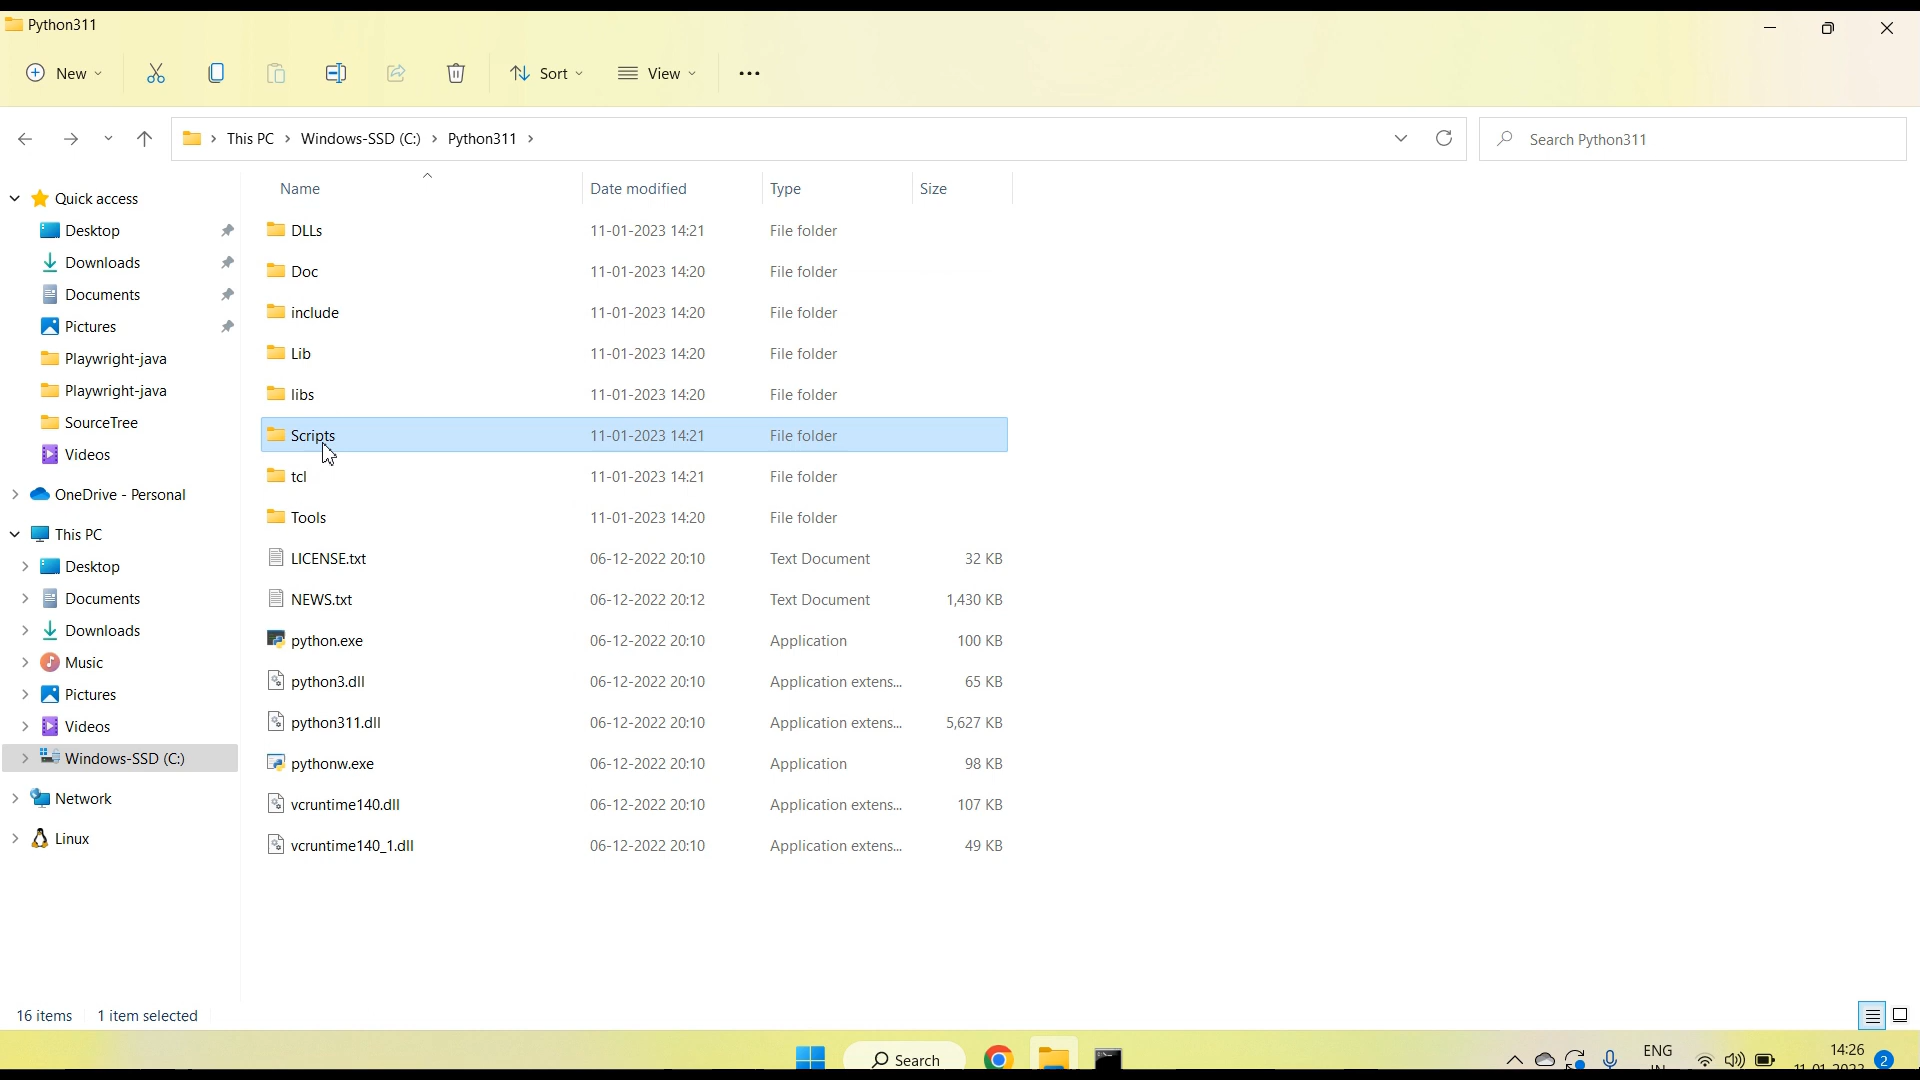 Python311
New
Sort
View
This PC
Windows-SSD (C:)
Python311
Search Python311
Name Date modified Type Size
Quick access
Desktop
Downloads
Documents
Pictures
Playwright-java
Playwright-java
SourceTree
Videos
OneDrive - Personal
This PC
Desktop
Documents
Downloads
Music
Pictures
Videos
Windows-SSD (C:)
Network
Linux
DLLs 11-01-2023 14:21 File folder
Doc 11-01-2023 14:20 File folder
include 11-01-2023 14:20 File folder
Lib 11-01-2023 14:20 File folder
libs 11-01-2023 14:20 File folder
Scripts 11-01-2023 14:21 File folder
tcl 11-01-2023 14:21 File folder
Tools 11-01-2023 14:20 File folder
LICENSE.txt 06-12-2022 20:10 Text Document 32 KB
NEWS.txt 06-12-2022 20:12 Text Document 1,430 KB
python.exe 06-12-2022 20:10 Application 100 KB
python3.dll 06-12-2022 20:10 Application extens... 65 KB
python311.dll 06-12-2022 20:10 Application extens... 5,627 KB
pythonw.exe 06-12-2022 20:10 Application 98 KB
vcruntime140.dll 06-12-2022 20:10 Application extens... 107 KB
vcruntime140_1.dll 06-12-2022 20:10 Application extens... 49 KB
16 items 1 item selected
Search
ENG
14:26
2